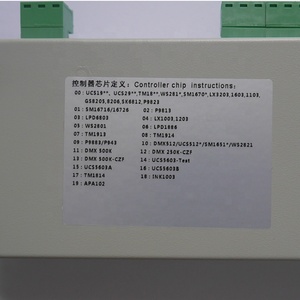 控制器芯片定义: Controller chip instructions:
00 : UCS19**, UCS29**,TM18**,WS281*,SM1670*,LX3203,1603,1103,
GS8205,8206,SK6812,P9823
01 : SM16716/16726 02 : P9813
03 : LPD6803 04 : LX1003,1203
05 : WS2801 06 : LPD1886
07 : TM1913 08 : TM1914
09 : P9883/P943 10 : DMX512/UCS512*/SM1651*/WS2821
11 : DMX 500K 12 : DMX 250K-CZF
13 : DMX 500K-CZF 14 : UCS5603-Test
15 : UCS5603A 16 : UCS5603B
17 : TM1814 18 : INK1003
19 : APA102